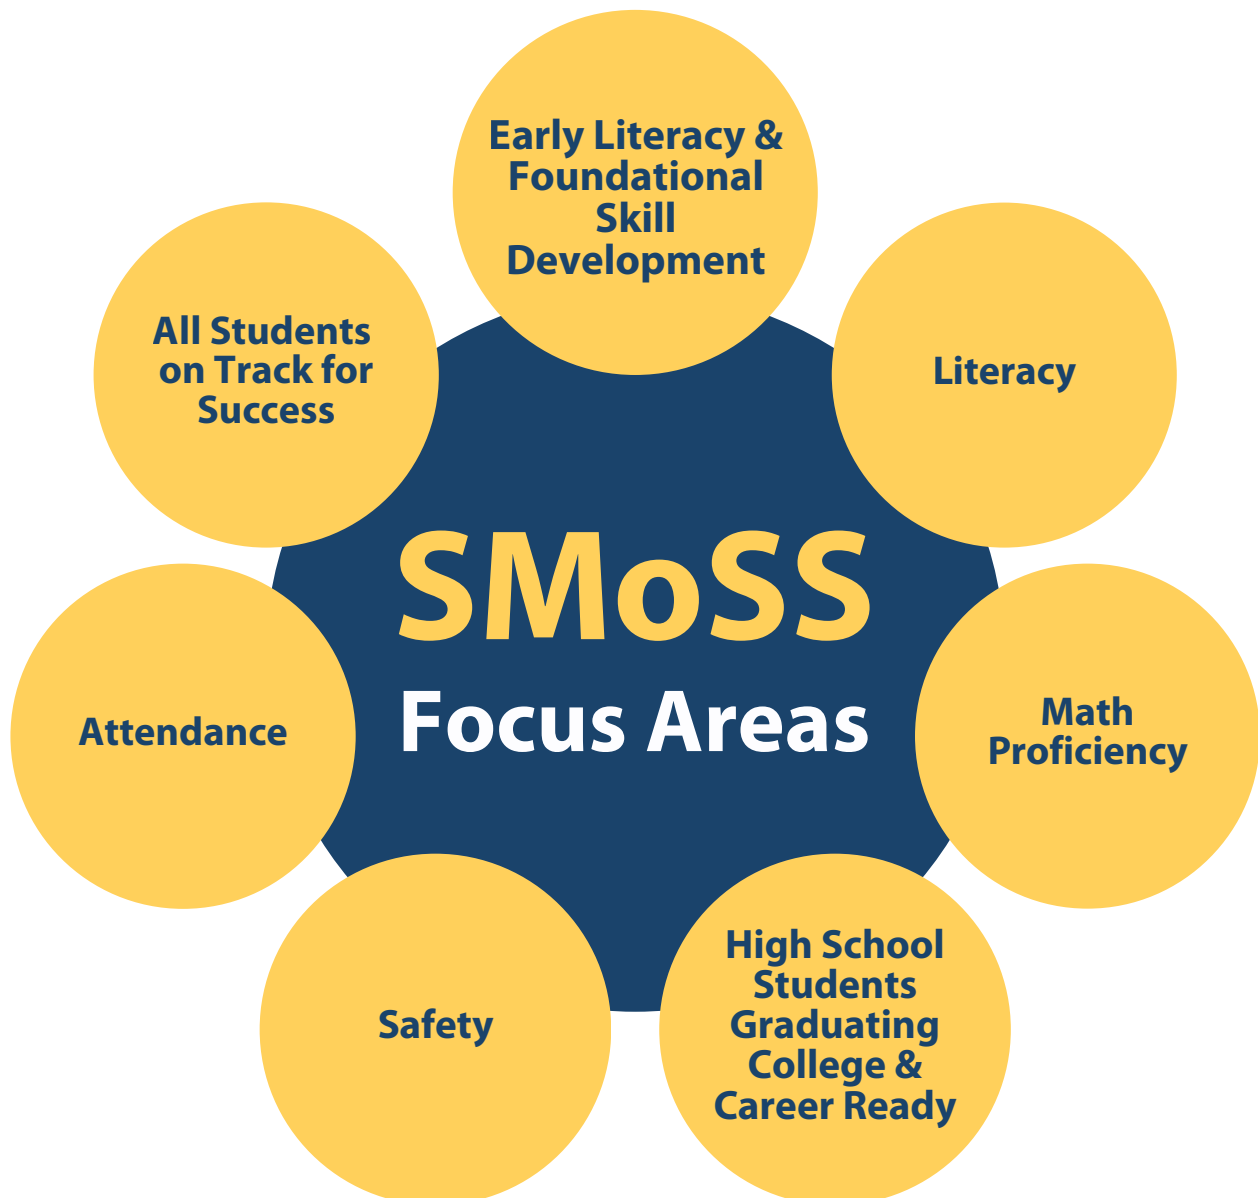 SMoSS
Focus Areas
Early Literacy &
Foundational
Skill
Development
Literacy
Math
Proficiency
High School
Students
Graduating
College &
Career Ready
Safety
Attendance
All Students
on Track for
Success